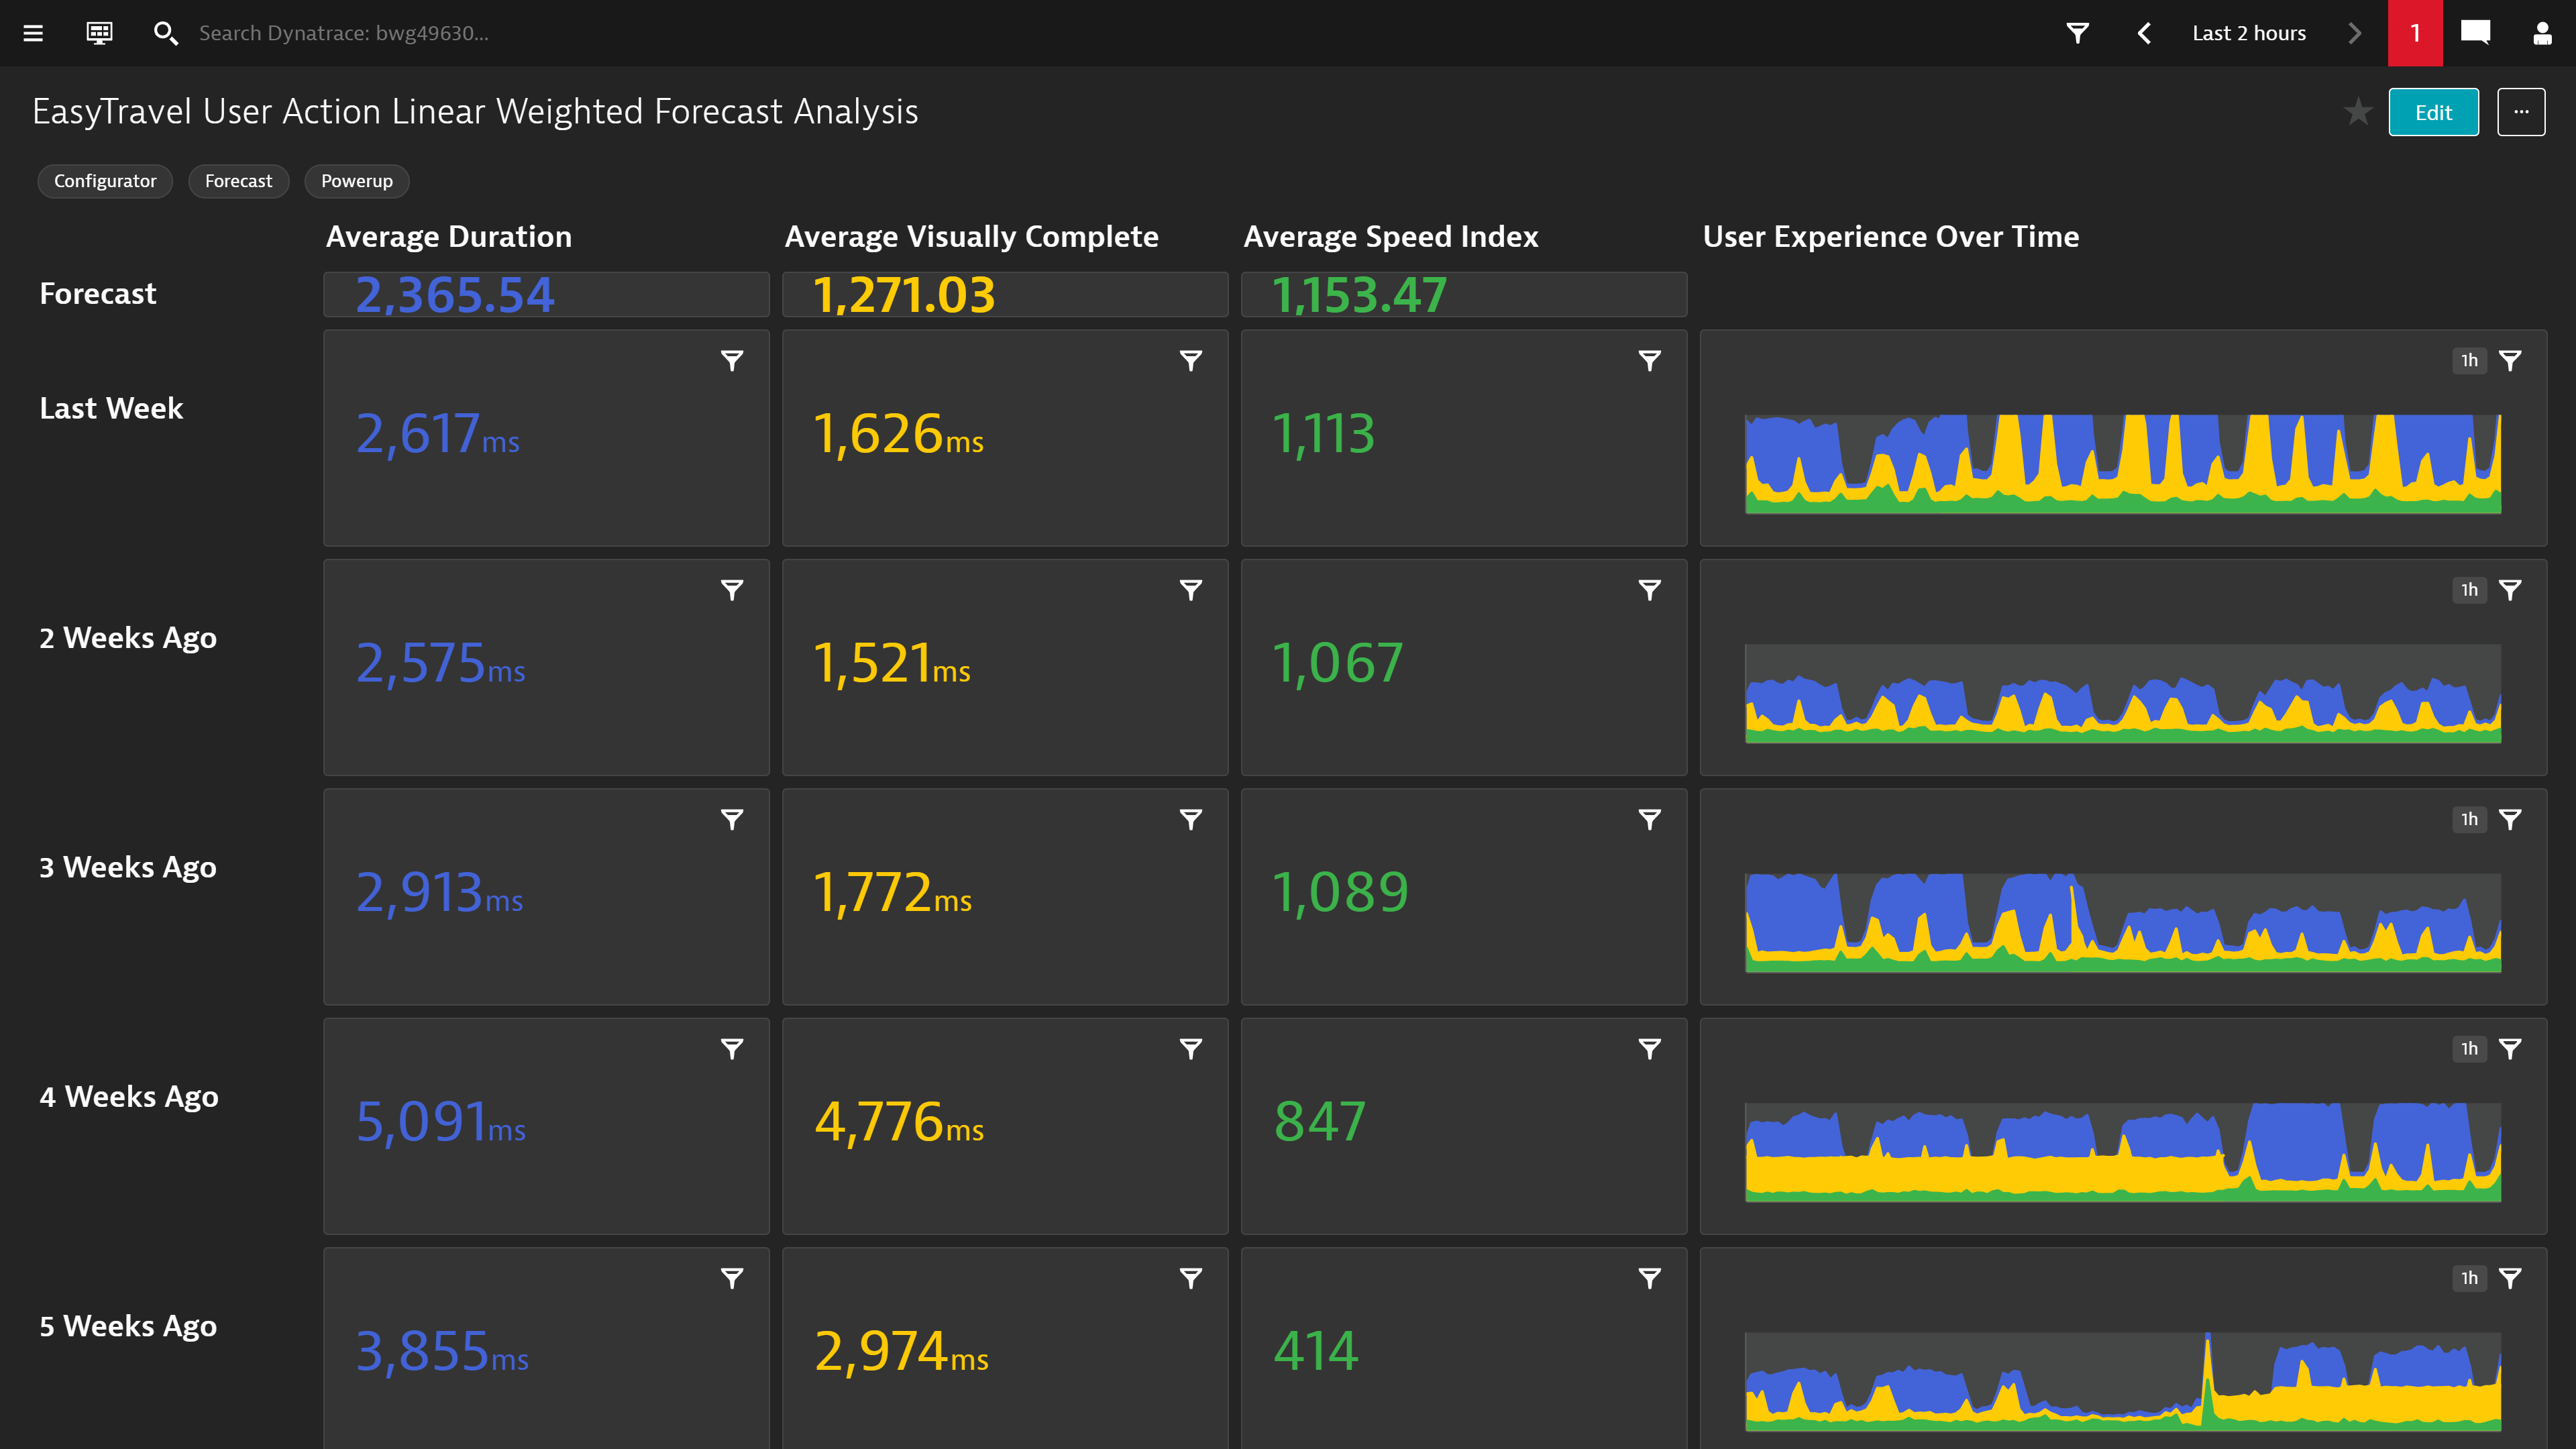 Search Dynatrace: bwg49630... Last 2 hours 1
EasyTravel User Action Linear Weighted Forecast Analysis Edit ...
Configurator Forecast Powerup
Average Duration Average Visually Complete Average Speed Index User Experience Over Time
Forecast 2,365.54 1,271.03 1,153.47
1h
Last Week 2,617ms 1,626ms 1,113
1h
2 Weeks Ago 2,575ms 1,521ms 1,067
1h
3 Weeks Ago 2,913ms 1,772ms 1,089
1h
4 Weeks Ago 5,091ms 4,776ms 847
1h
5 Weeks Ago 3,855ms 2,974ms 414